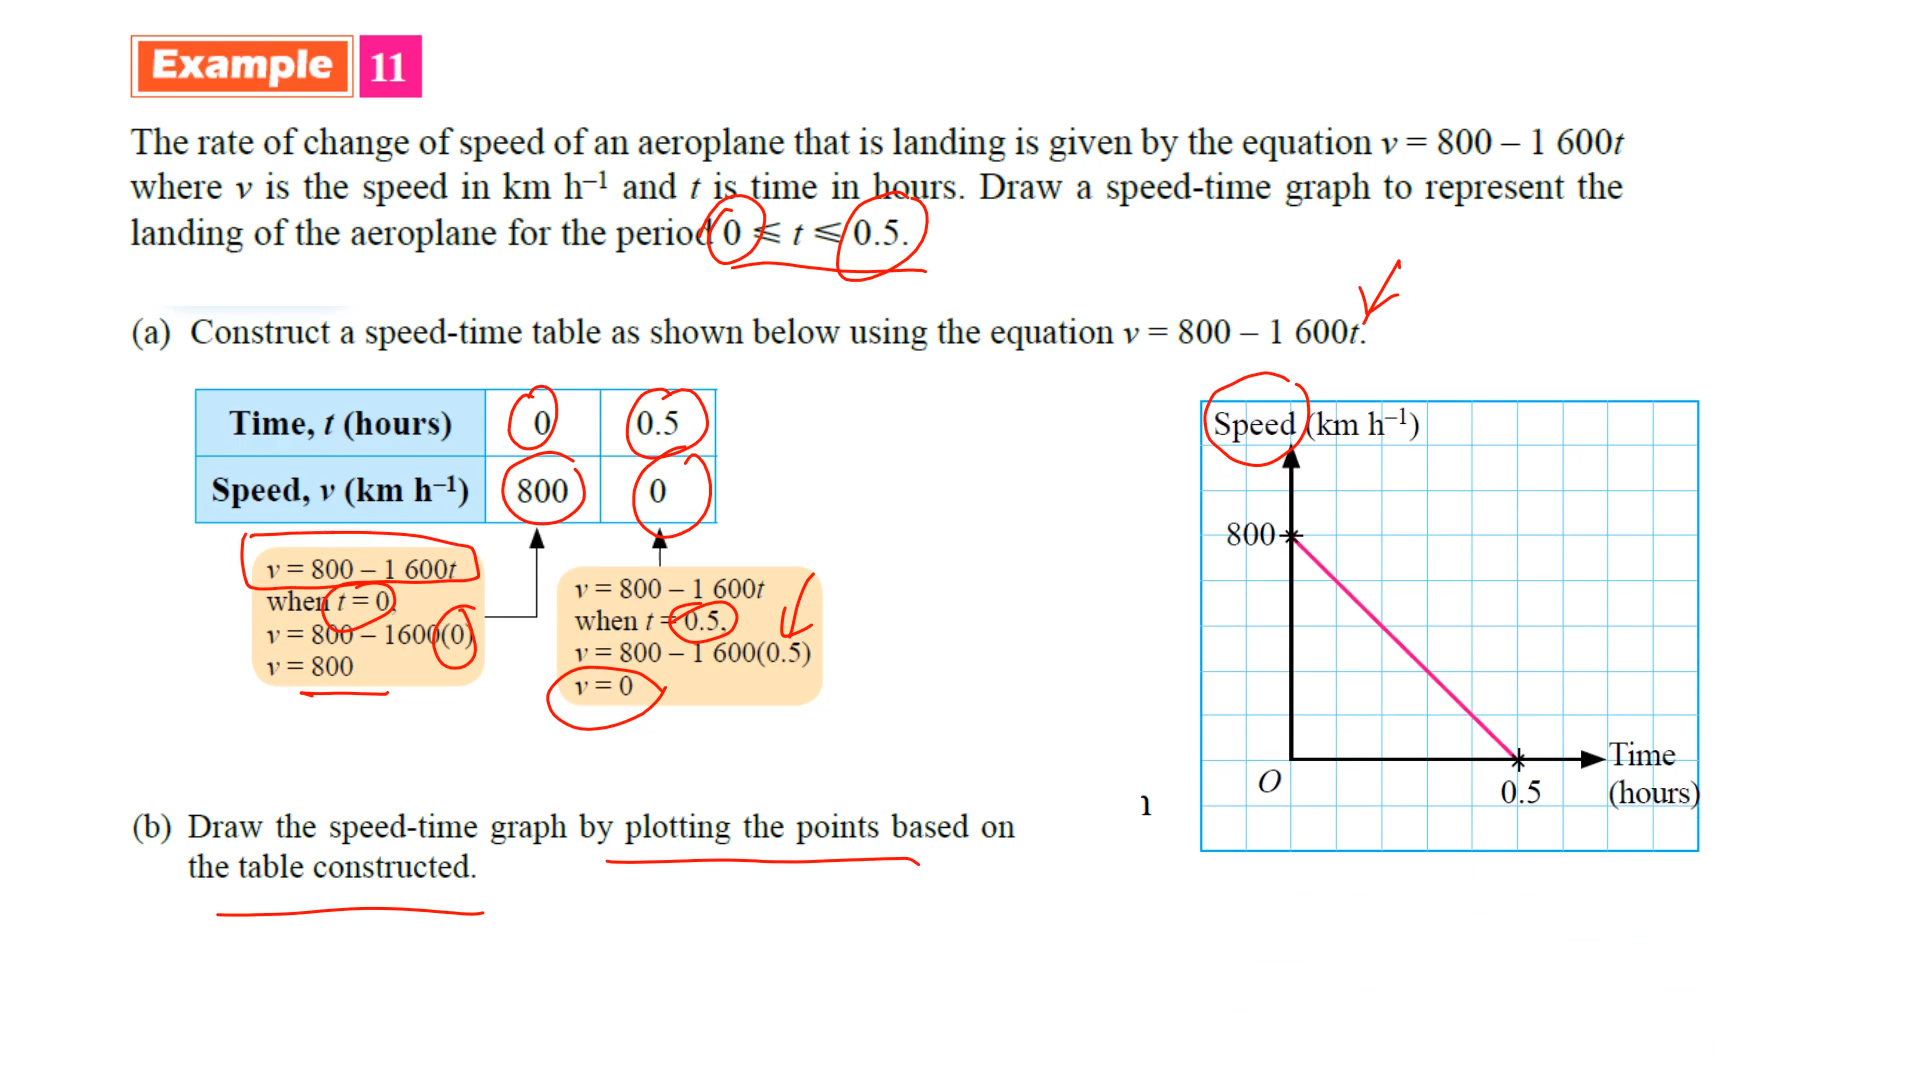 Example 11
The rate of change of speed of an aeroplane that is landing is given by the equation v = 800 – 1 600t
where v is the speed in km h⁻¹ and t is time in hours. Draw a speed-time graph to represent the
landing of the aeroplane for the period 0 ⩽ t ⩽ 0.5.
(a) Construct a speed-time table as shown below using the equation v = 800 – 1 600t.
Time, t (hours) 0 0.5
Speed, v (km h⁻¹) 800 0
v = 800 – 1 600t
when t = 0,
v = 800 – 1600(0)
v = 800
v = 800 – 1 600t
when t = 0.5,
v = 800 – 1 600(0.5)
v = 0
Speed (km h⁻¹)
800
O
0.5
Time
(hours)
(b) Draw the speed-time graph by plotting the points based on
the table constructed.